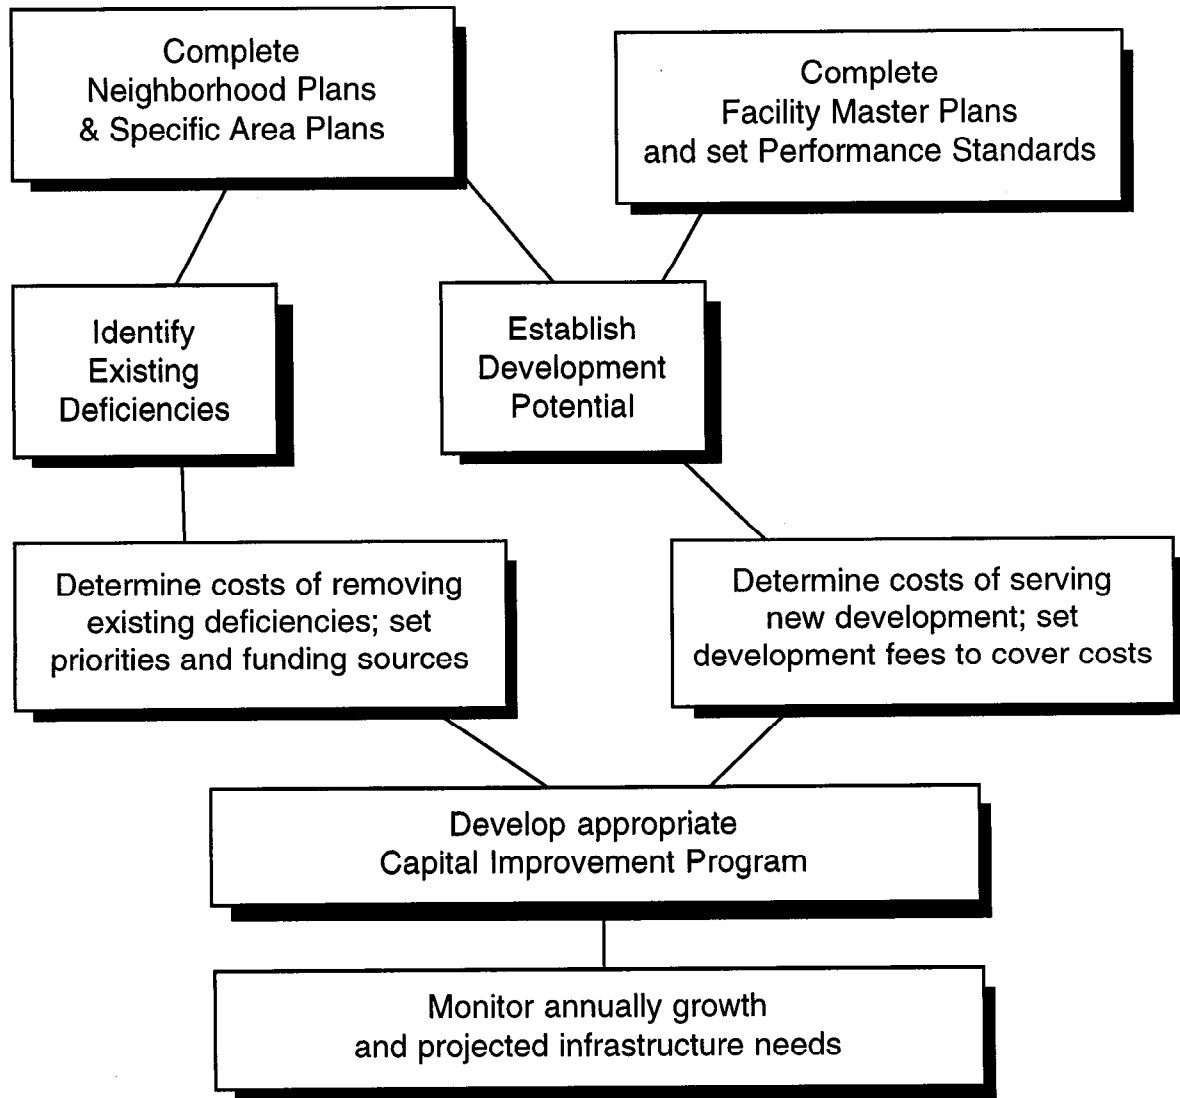 Complete
Neighborhood Plans
& Specific Area Plans
Complete
Facility Master Plans
and set Performance Standards
Identify
Existing
Deficiencies
Establish
Development
Potential
Determine costs of removing
existing deficiencies; set
priorities and funding sources
Determine costs of serving
new development; set
development fees to cover costs
Develop appropriate
Capital Improvement Program
Monitor annually growth
and projected infrastructure needs